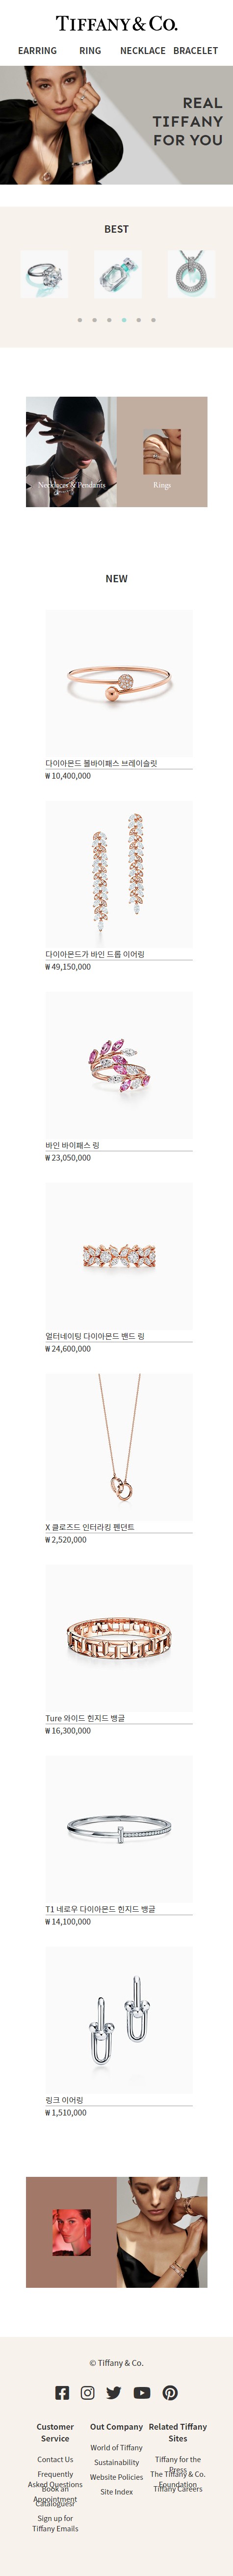 TIFFANY & CO.
EARRING RING NECKLACE BRACELET
REAL
TIFFANY
FOR YOU
BEST
Necklaces & Pendants
Rings
NEW
다이아몬드 볼바이패스 브레이슬릿
₩ 10,400,000
다이아몬드가 바인 드롭 이어링
₩ 49,150,000
바인 바이패스 링
₩ 23,050,000
얼터네이팅 다이아몬드 밴드 링
₩ 24,600,000
X 클로즈드 인터라킹 펜던트
₩ 2,520,000
Ture 와이드 힌지드 뱅글
₩ 16,300,000
T1 네로우 다이아몬드 힌지드 뱅글
₩ 14,100,000
링크 이어링
₩ 1,510,000
© Tiffany & Co.
Customer
Service
Contact Us
Frequently
Asked Questions
Book an
Appointment
Cataloguesr
Sign up for
Tiffany Emails
Out Company
World of Tiffany
Sustainability
Website Policies
Site Index
Related Tiffany
Sites
Tiffany for the
Press
The Tiffany & Co.
Foundation
Tiffany Careers